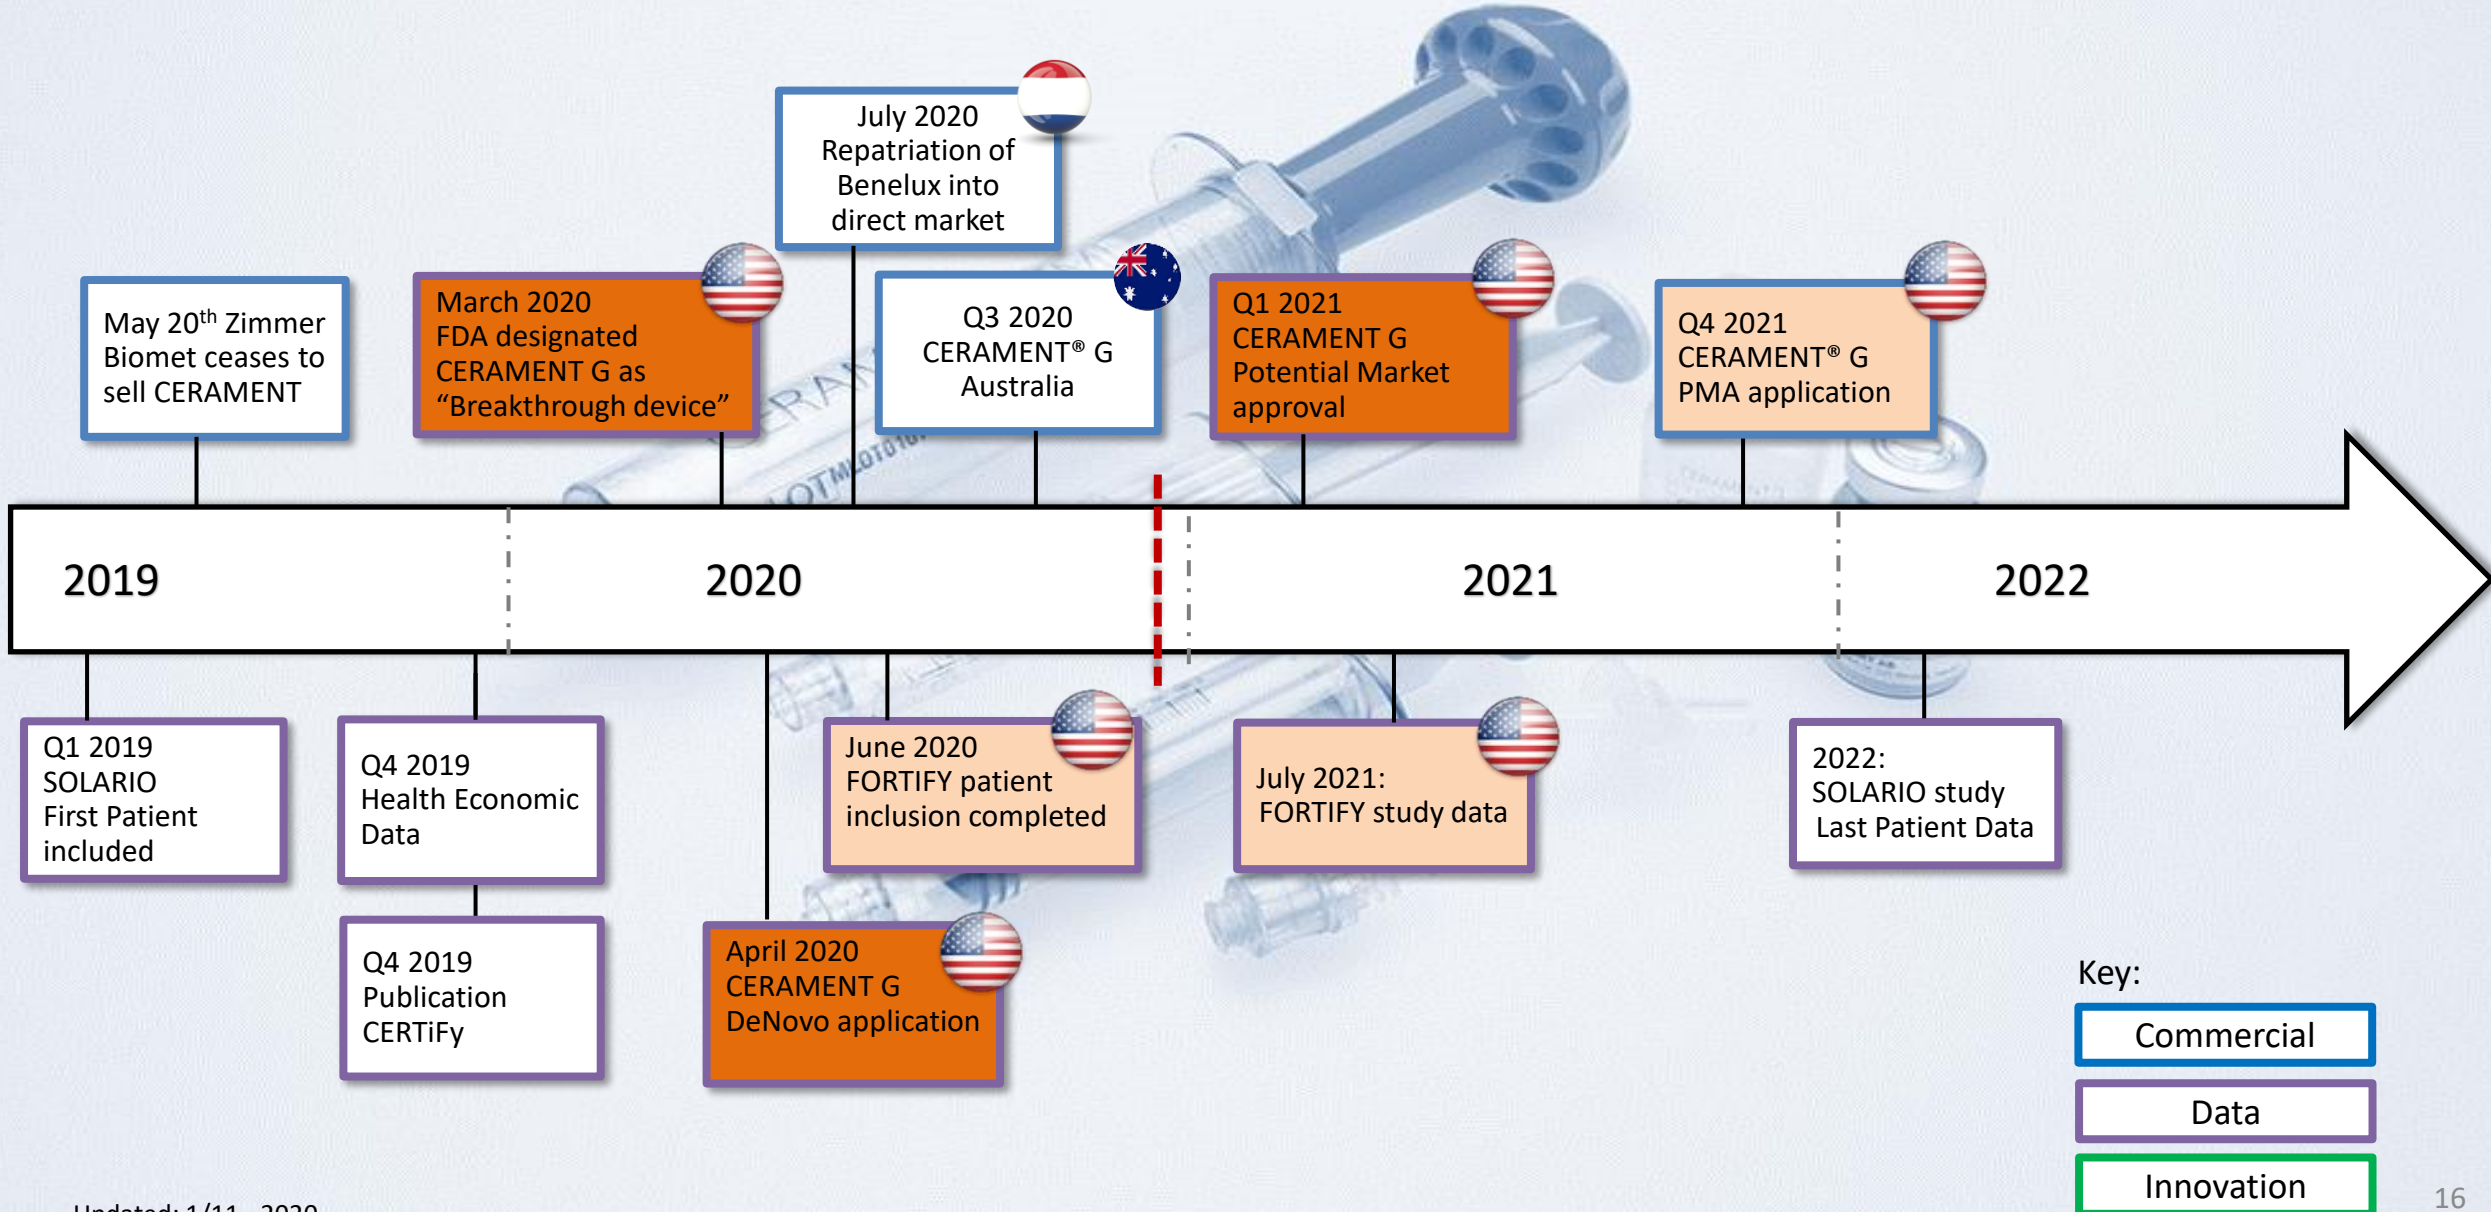 July 2020
Repatriation of
Benelux into
direct market
May 20th Zimmer
Biomet ceases to
sell CERAMENT
March 2020
FDA designated
CERAMENT G as
“Breakthrough device”
Q3 2020
CERAMENT® G
Australia
Q1 2021
CERAMENT G
Potential Market
approval
Q4 2021
CERAMENT® G
PMA application
2019
2020
2021
2022
Q1 2019
SOLARIO
First Patient
included
Q4 2019
Health Economic
Data
June 2020
FORTIFY patient
inclusion completed
July 2021:
FORTIFY study data
2022:
SOLARIO study
Last Patient Data
Q4 2019
Publication
CERTiFy
April 2020
CERAMENT G
DeNovo application
Key:
Commercial
Data
Innovation
Updated: 1/11 - 2020
16